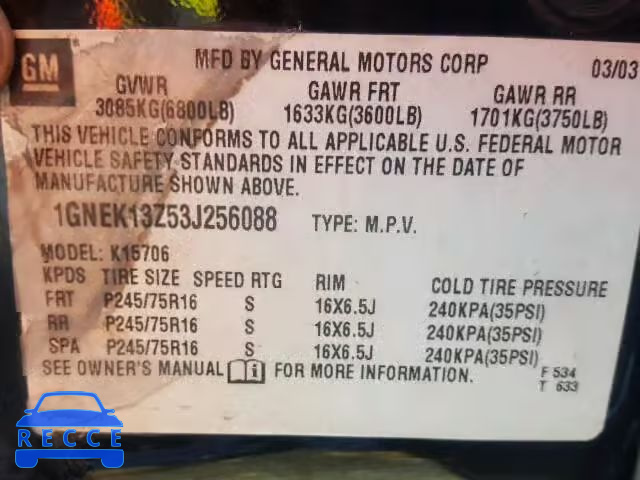 GM
MFD BY GENERAL MOTORS CORP 03/03
GVWR GAWR FRT GAWR RR
3085KG(6800LB) 1633KG(3600LB) 1701KG(3750LB)
THIS VEHICLE CONFORMS TO ALL APPLICABLE U.S. FEDERAL MOTOR
VEHICLE SAFETY STANDARDS IN EFFECT ON THE DATE OF
MANUFACTURE SHOWN ABOVE.
1GNEK13Z53J256088 TYPE: M.P.V.
MODEL: K15706
KPDS TIRE SIZE SPEED RTG RIM COLD TIRE PRESSURE
FRT P245/75R16 S 16X6.5J 240KPA(35PSI)
RR P245/75R16 S 16X6.5J 240KPA(35PSI)
SPA P245/75R16 S 16X6.5J 240KPA(35PSI)
SEE OWNER'S MANUAL FOR MORE INFORMATION.
F 534
T 633
RECCE